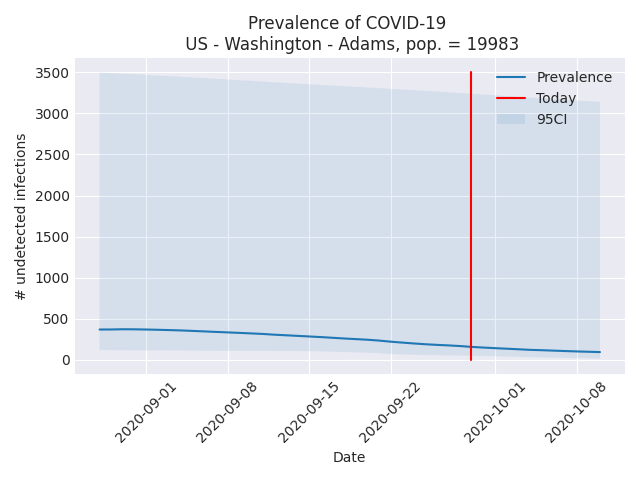 Prevalence of COVID-19
US - Washington - Adams, pop. = 19983
Prevalence
Today
95CI
# undetected infections
3500
3000
2500
2000
1500
1000
500
0
2020-09-01
2020-09-08
2020-09-15
2020-09-22
2020-10-01
2020-10-08
Date